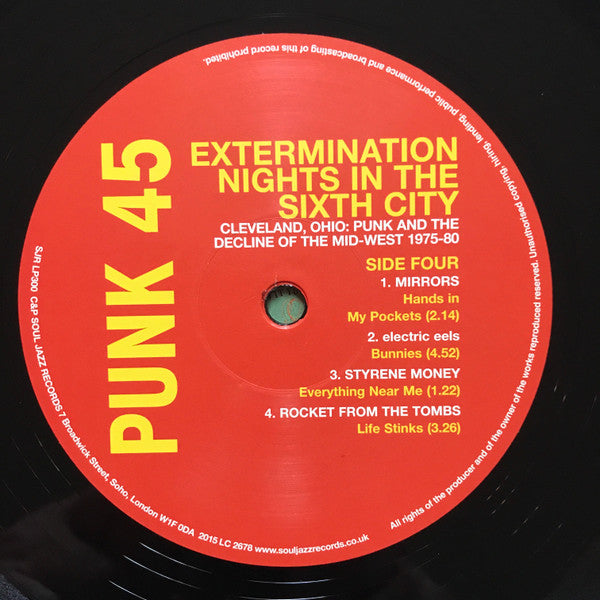 PUNK 45
EXTERMINATION
NIGHTS IN THE
SIXTH CITY
CLEVELAND, OHIO: PUNK AND THE
DECLINE OF THE MID-WEST 1975-80
SIDE FOUR
1. MIRRORS
Hands in
My Pockets (2.14)
2. electric eels
Bunnies (4.52)
3. STYRENE MONEY
Everything Near Me (1.22)
4. ROCKET FROM THE TOMBS
Life Stinks (3.26)
SJR LP300 C&P SOUL JAZZ RECORDS 7 Broadwick Street, Soho, London W1F 0DA 2015 LC 2678 www.souljazzrecords.co.uk
All rights of the producer and of the owner of the works reproduced reserved. Unauthorised copying, hiring, lending, public performance and broadcasting of this record prohibited.